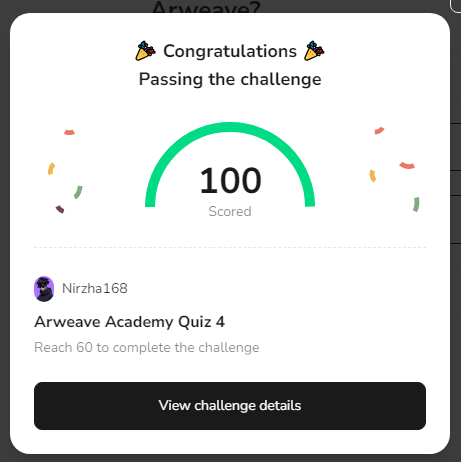 Arweave?
Congratulations
Passing the challenge
100
Scored
Nirzha168
Arweave Academy Quiz 4
Reach 60 to complete the challenge
View challenge details